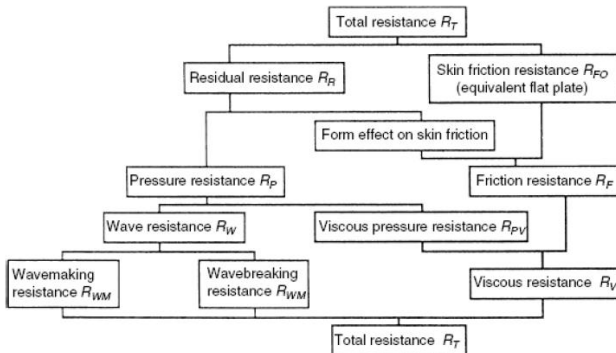 Total resistance R_T
Residual resistance R_R
Skin friction resistance R_FO
(equivalent flat plate)
Form effect on skin friction
Pressure resistance R_P
Friction resistance R_F
Wave resistance R_W
Viscous pressure resistance R_PV
Wavemaking
resistance R_WM
Wavebreaking
resistance R_WM
Viscous resistance R_V
Total resistance R_T